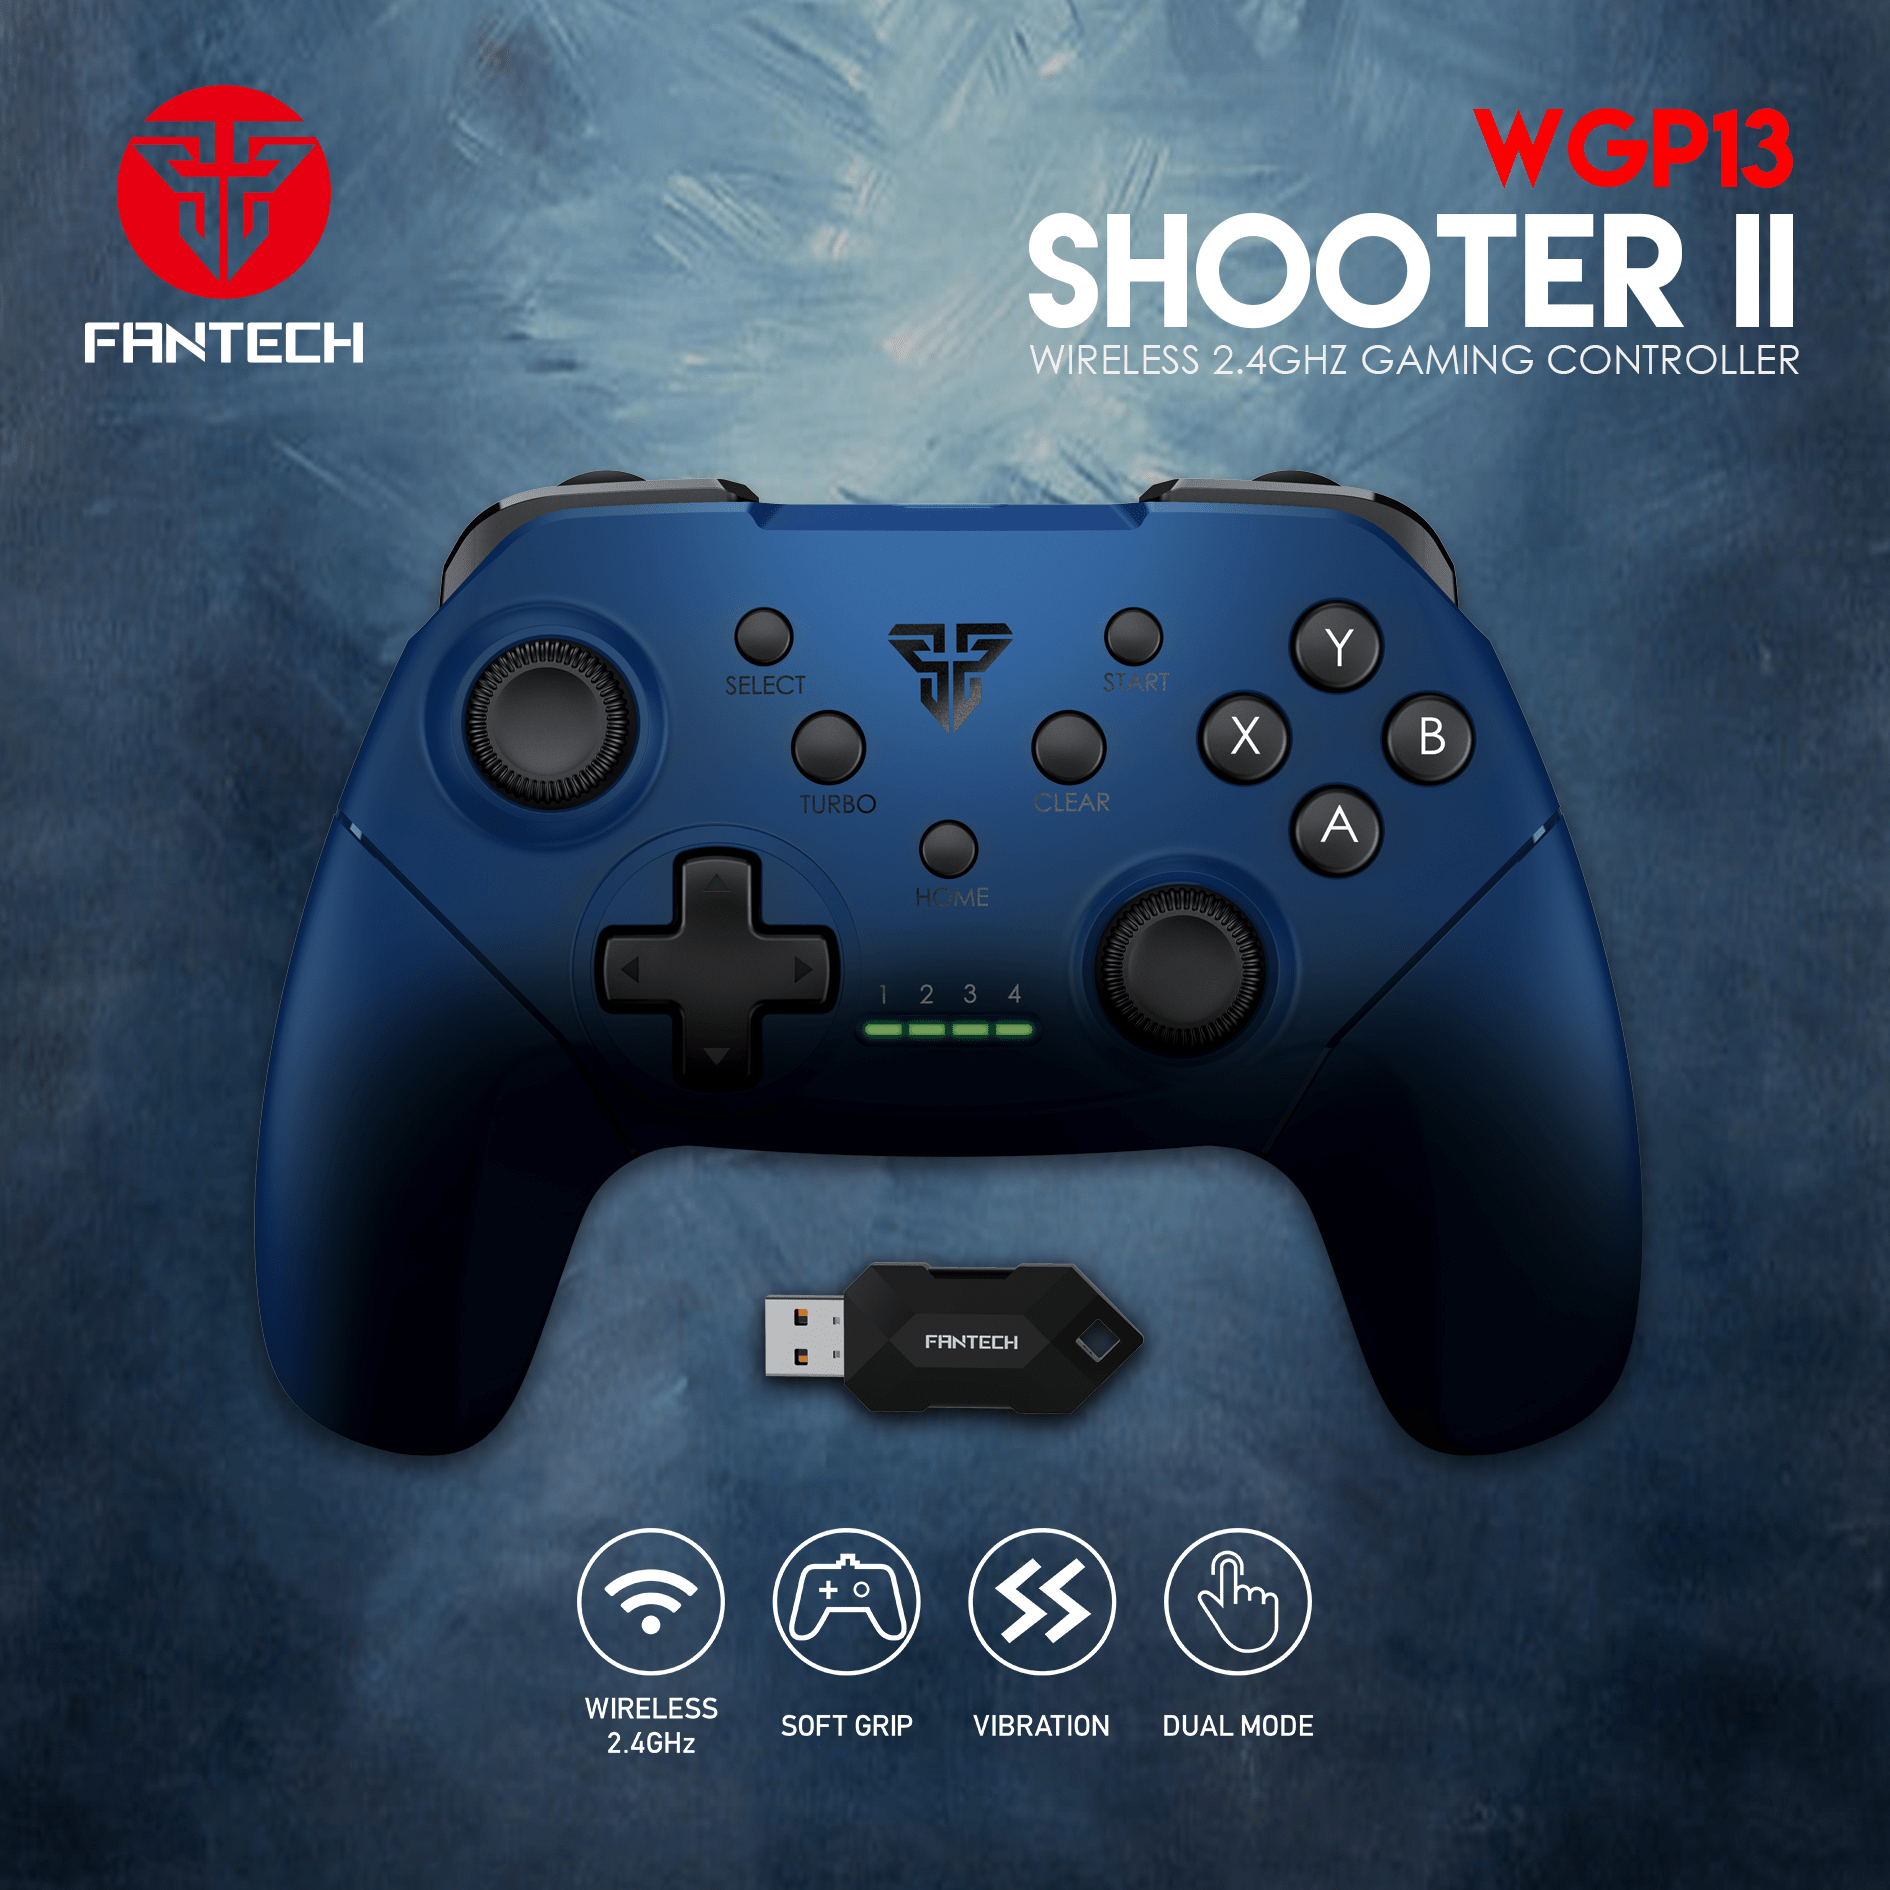 FANTECH
WGP13
SHOOTER II
WIRELESS 2.4GHZ GAMING CONTROLLER
SELECT
START
TURBO
CLEAR
HOME
Y
X
B
A
1 2 3 4
FANTECH
WIRELESS
2.4GHz
SOFT GRIP
VIBRATION
DUAL MODE